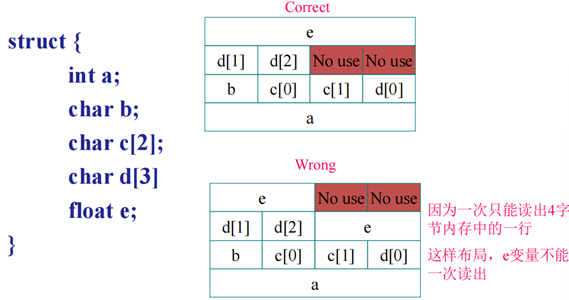 struct {
int a;
char b;
char c[2];
char d[3]
float e;
}
Correct
e
d[1] d[2] No use No use
b c[0] c[1] d[0]
a
Wrong
e No use No use
d[1] d[2] e
b c[0] c[1] d[0]
a
因为一次只能读出4字
节内存中的一行
这样布局，e变量不能
一次读出